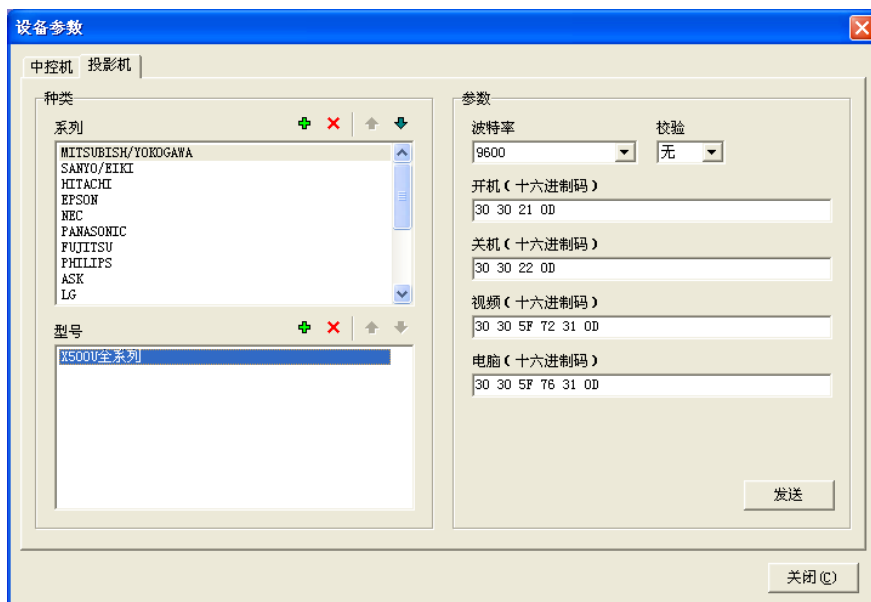 设备参数
中控机 投影机
种类
系列
MITSUBISH/YOKOGAWA
SANYO/EIKI
HITACHI
EPSON
NEC
PANASONIC
FUJITSU
PHILIPS
ASK
LG
型号
X500U全系列
参数
波特率 校验
9600 无
开机(十六进制码)
30 30 21 0D
关机(十六进制码)
30 30 22 0D
视频(十六进制码)
30 30 5F 72 31 0D
电脑(十六进制码)
30 30 5F 76 31 0D
发送
关闭(C)